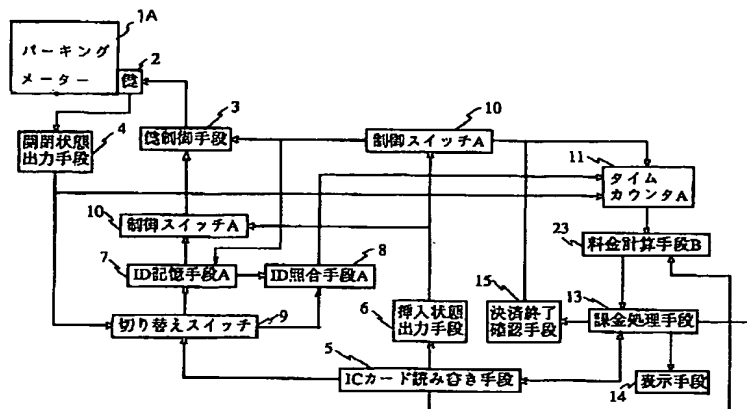 1A
パーキング
メーター
2
鍵
3
鍵制御手段
4
開閉状態
出力手段
10
制御スイッチA
11
タイム
カウンタA
10
制御スイッチA
7
ID記憶手段A
8
ID照合手段A
9
切り替えスイッチ
6
挿入状態
出力手段
15
決済終了
確認手段
23
料金計算手段B
13
課金処理手段
5
ICカード読み書き手段
14
表示手段